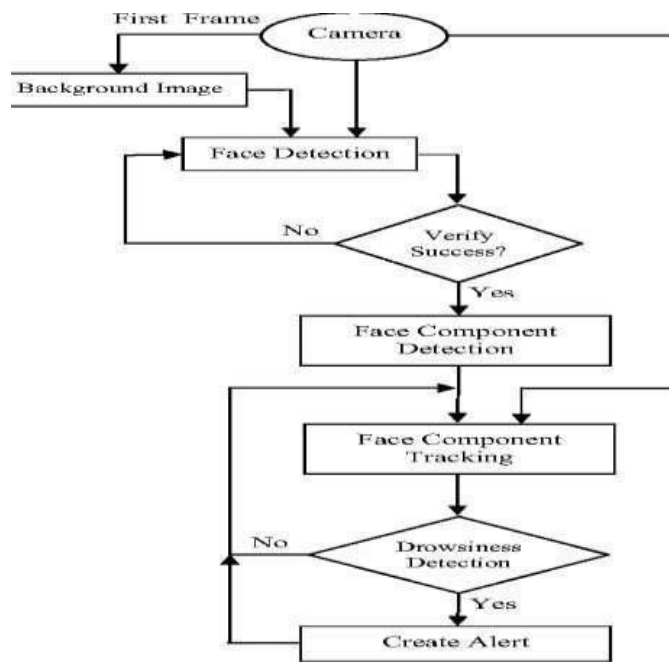 First Frame
Camera
Background Image
Face Detection
No
Verify
Success?
Yes
Face Component
Detection
Face Component
Tracking
No
Drowsiness
Detection
Yes
Create Alert